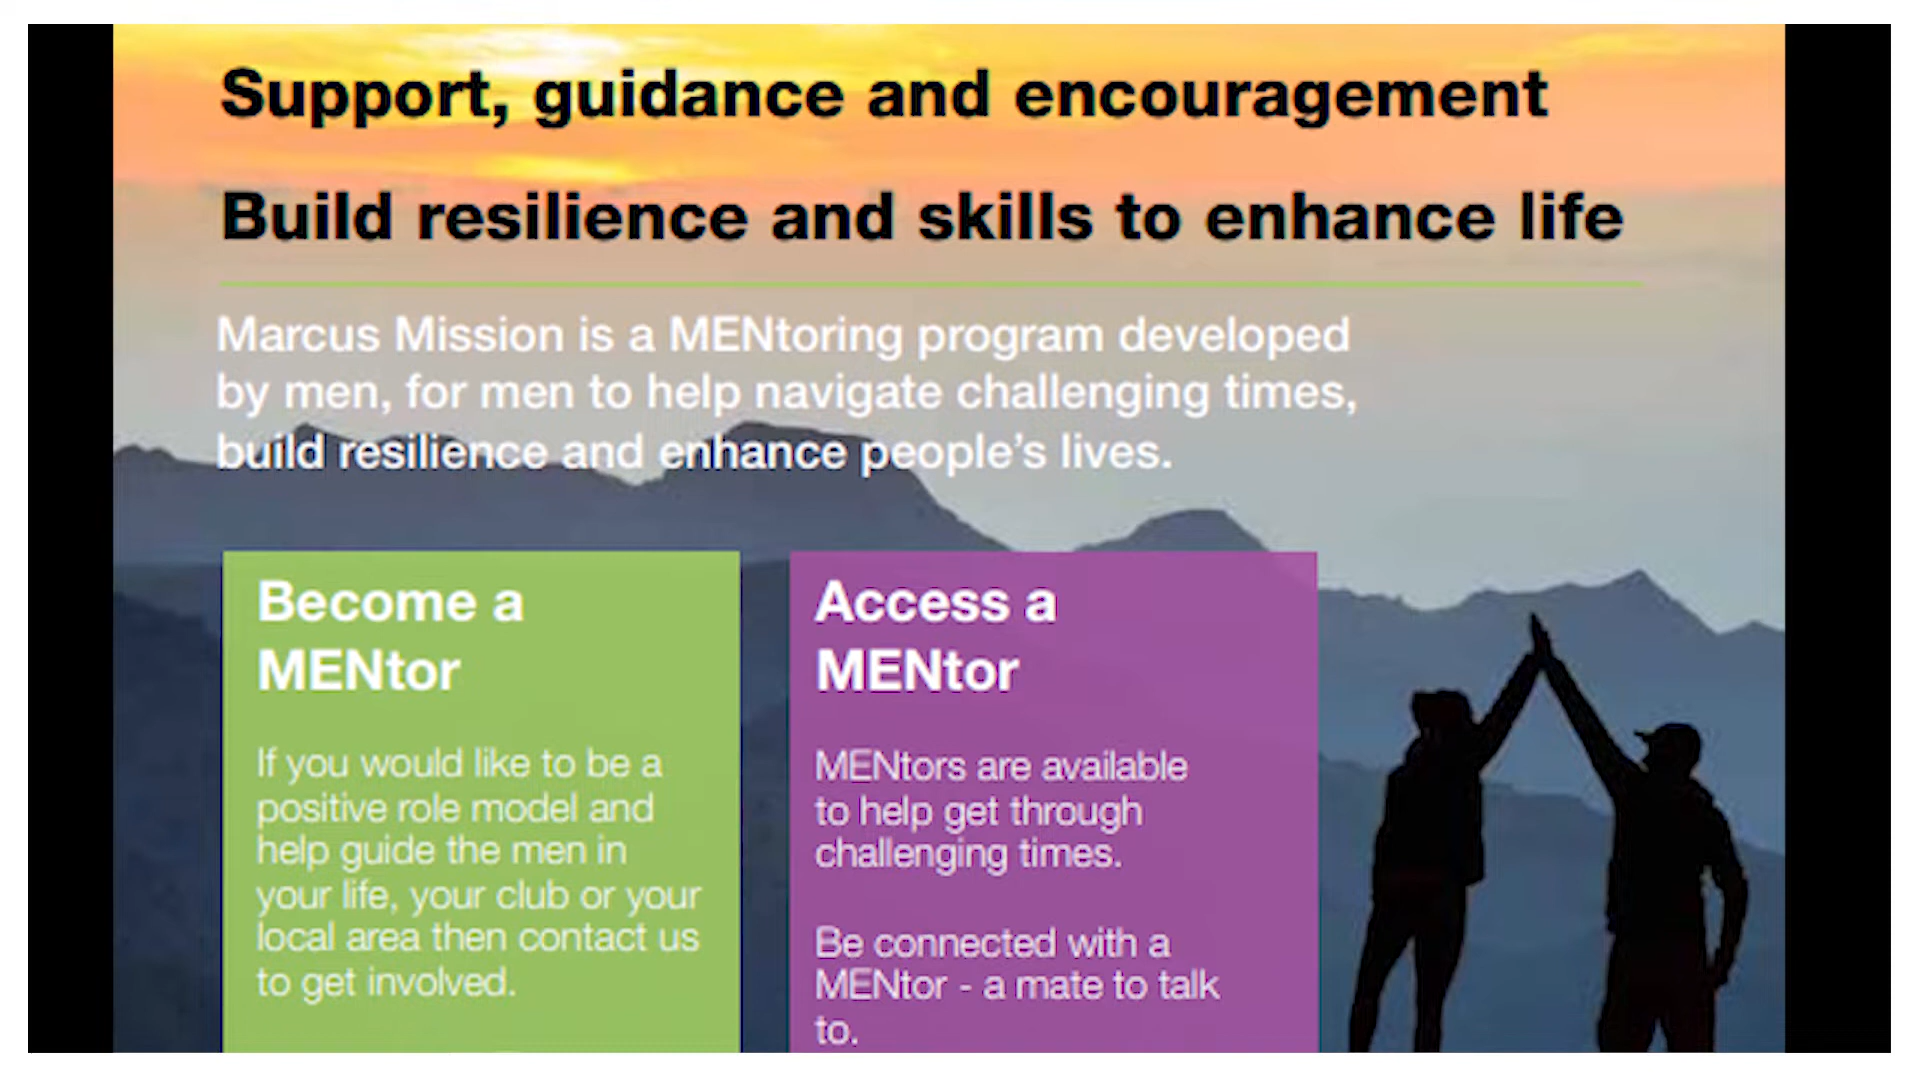 Support, guidance and encouragement
Build resilience and skills to enhance life
Marcus Mission is a MENtoring program developed
by men, for men to help navigate challenging times,
build resilience and enhance people’s lives.
Become a
MENtor
If you would like to be a
positive role model and
help guide the men in
your life, your club or your
local area then contact us
to get involved.
Access a
MENtor
MENtors are available
to help get through
challenging times.
Be connected with a
MENtor - a mate to talk
to.